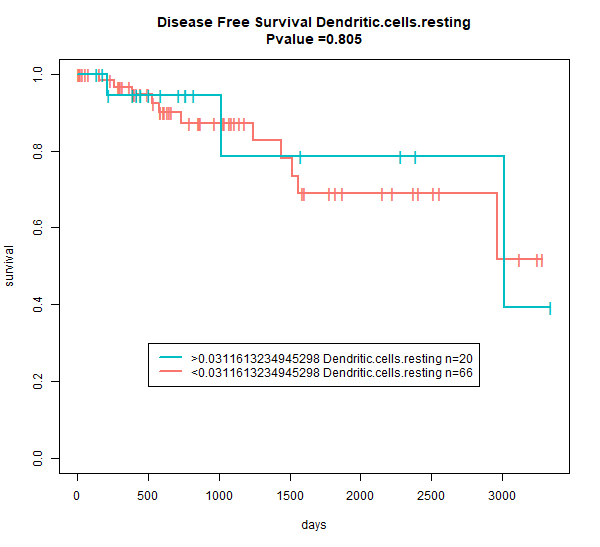 Disease Free Survival Dendritic.cells.resting
Pvalue =0.805
survival
1.0
0.8
0.6
0.4
0.2
0.0
>0.0311613234945298 Dendritic.cells.resting n=20
<0.0311613234945298 Dendritic.cells.resting n=66
0 500 1000 1500 2000 2500 3000
days